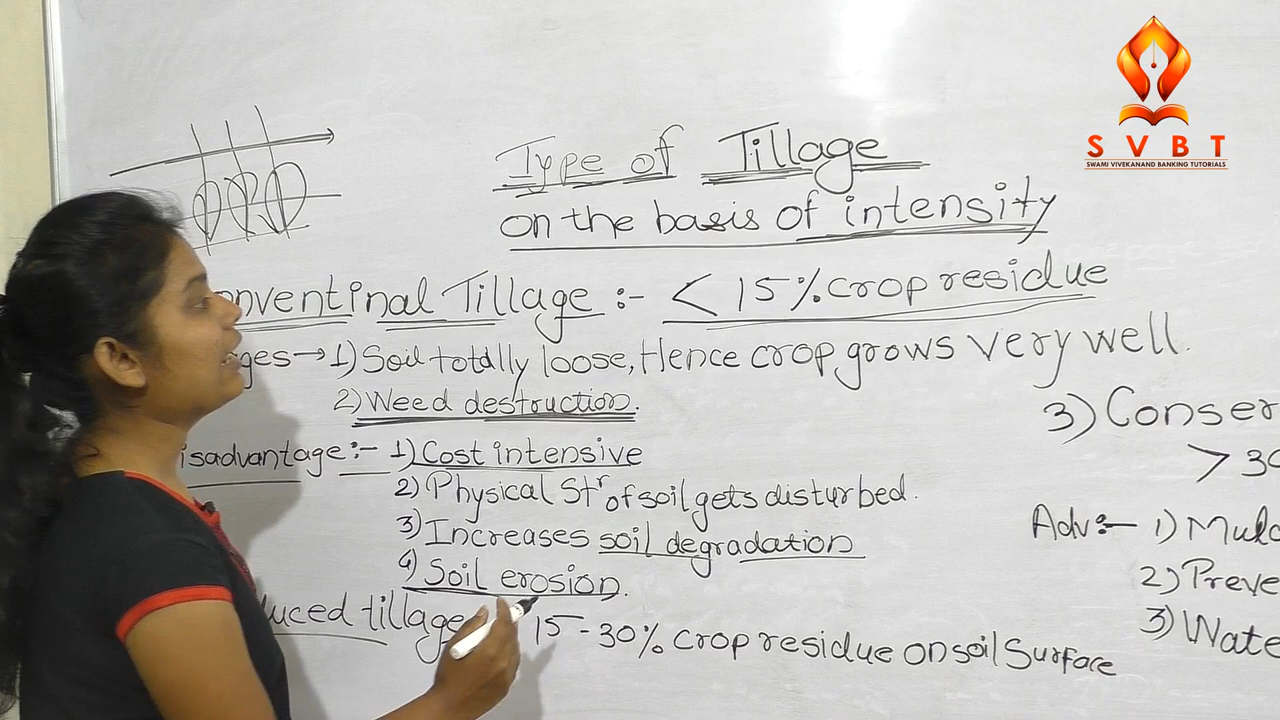 SVBT
SWAMI VIVEKANAND BANKING TUTORIALS
Type of Tillage
on the basis of intensity
onventinal Tillage :- < 15% crop residue
ges → 1) Soil totally loose, Hence crop grows very well.
2) Weed destruction.
isadvantage :- 1) Cost intensive
2) Physical Strʳ of soil gets disturbed.
3) Increases soil degradation
4) Soil erosion.
uced tillage 15-30% crop residue on soil Surface
3) Conser
> 30
Adv :- 1) Mulc
2) Preve
3) Wate